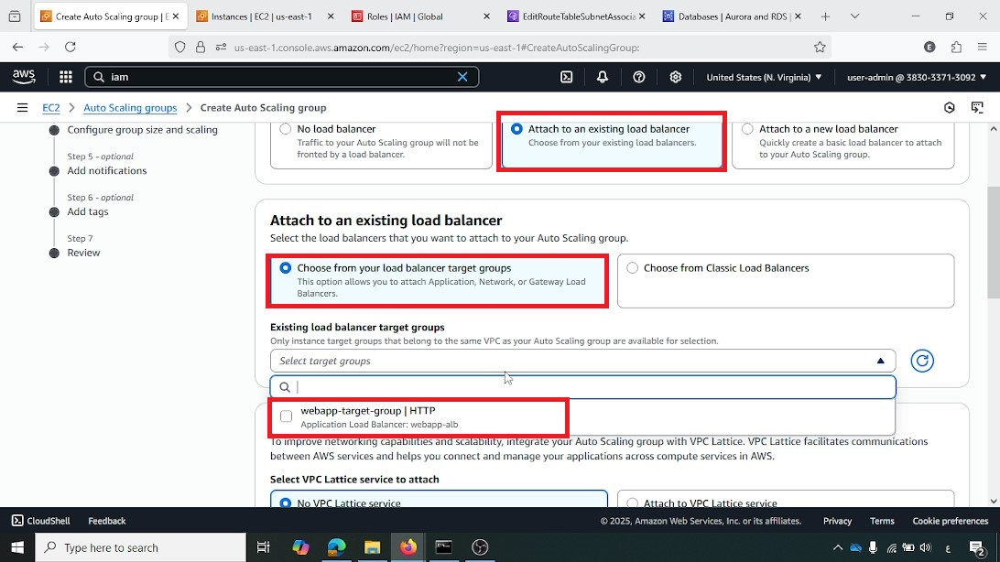 Create Auto Scaling group | E
Instances | EC2 | us-east-1
Roles | IAM | Global
EditRouteTableSubnetAssocia
Databases | Aurora and RDS |
us-east-1.console.aws.amazon.com/ec2/home?region=us-east-1#CreateAutoScalingGroup:
aws
iam
United States (N. Virginia)
user-admin @ 3830-3371-3092
EC2 > Auto Scaling groups > Create Auto Scaling group
Configure group size and scaling
Step 5 - optional
Add notifications
Step 6 - optional
Add tags
Step 7
Review
No load balancer
Traffic to your Auto Scaling group will not be
fronted by a load balancer.
Attach to an existing load balancer
Choose from your existing load balancers.
Attach to a new load balancer
Quickly create a basic load balancer to attach
to your Auto Scaling group.
Attach to an existing load balancer
Select the load balancers that you want to attach to your Auto Scaling group.
Choose from your load balancer target groups
This option allows you to attach Application, Network, or Gateway Load
Balancers.
Choose from Classic Load Balancers
Existing load balancer target groups
Only instance target groups that belong to the same VPC as your Auto Scaling group are available for selection.
Select target groups
webapp-target-group | HTTP
Application Load Balancer: webapp-alb
To improve networking capabilities and scalability, integrate your Auto Scaling group with VPC Lattice. VPC Lattice facilitates communications
between AWS services and helps you connect and manage your applications across compute services in AWS.
Select VPC Lattice service to attach
No VPC Lattice service
Attach to VPC Lattice service
CloudShell
Feedback
© 2025, Amazon Web Services, Inc. or its affiliates.
Privacy
Terms
Cookie preferences
Type here to search
ع
2